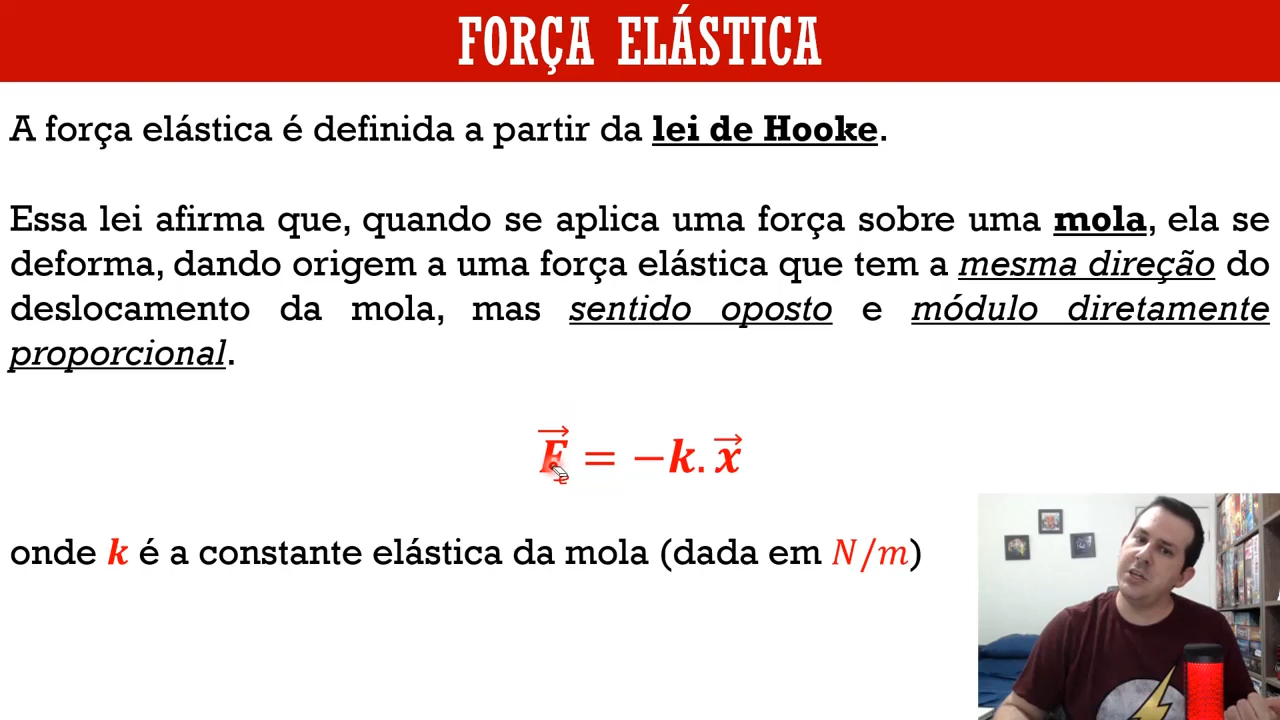 FORÇA ELÁSTICA
A força elástica é definida a partir da lei de Hooke.
Essa lei afirma que, quando se aplica uma força sobre uma mola, ela se
deforma, dando origem a uma força elástica que tem a mesma direção do
deslocamento da mola, mas sentido oposto e módulo diretamente
proporcional.
F⃗ = −k. x⃗
onde k é a constante elástica da mola (dada em N/m)